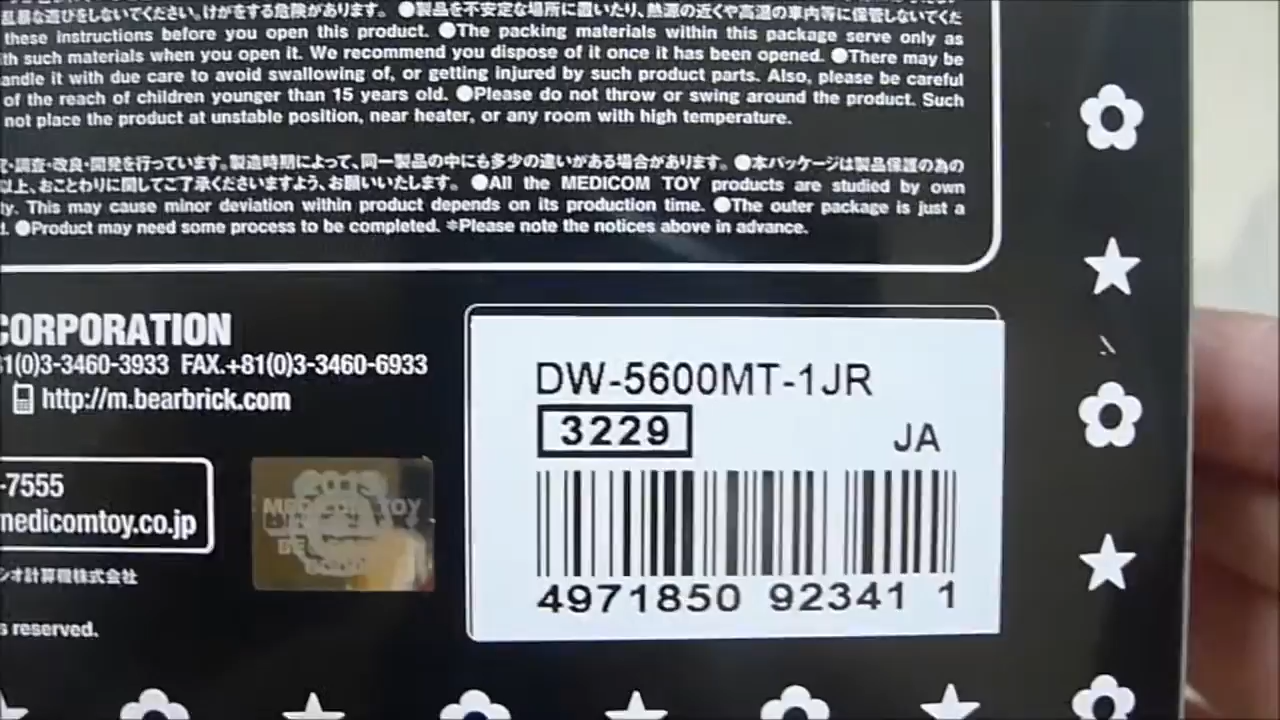 乱暴な遊びをしないでください。けがをする危険があります。 ●製品を不安定な場所に置いたり、熱源の近くや高温の車内等に保管しないでくだ
these instructions before you open this product. ●The packing materials within this package serve only as
th such materials when you open it. We recommend you dispose of it once it has been opened. ●There may be
andle it with due care to avoid swallowing of, or getting injured by such product parts. Also, please be careful
of the reach of children younger than 15 years old. ●Please do not throw or swing around the product. Such
not place the product at unstable position, near heater, or any room with high temperature.
・調査・改良・開発を行っています。製造時期によって、同一製品の中にも多少の違いがある場合があります。 ●本パッケージは製品保護の為の
以上、おことわりに関してご了承くださいますよう、お願いいたします。 ●All the MEDICOM TOY products are studied by own
ty. This may cause minor deviation within product depends on its production time. ●The outer package is just a
●Product may need some process to be completed. ※Please note the notices above in advance.
CORPORATION
1(0)3-3460-3933 FAX.+81(0)3-3460-6933
http://m.bearbrick.com
-7555
medicomtoy.co.jp
MEDICOM TOY
シオ計算機株式会社
s reserved.
DW-5600MT-1JR
3229 JA
4971850 92341 1